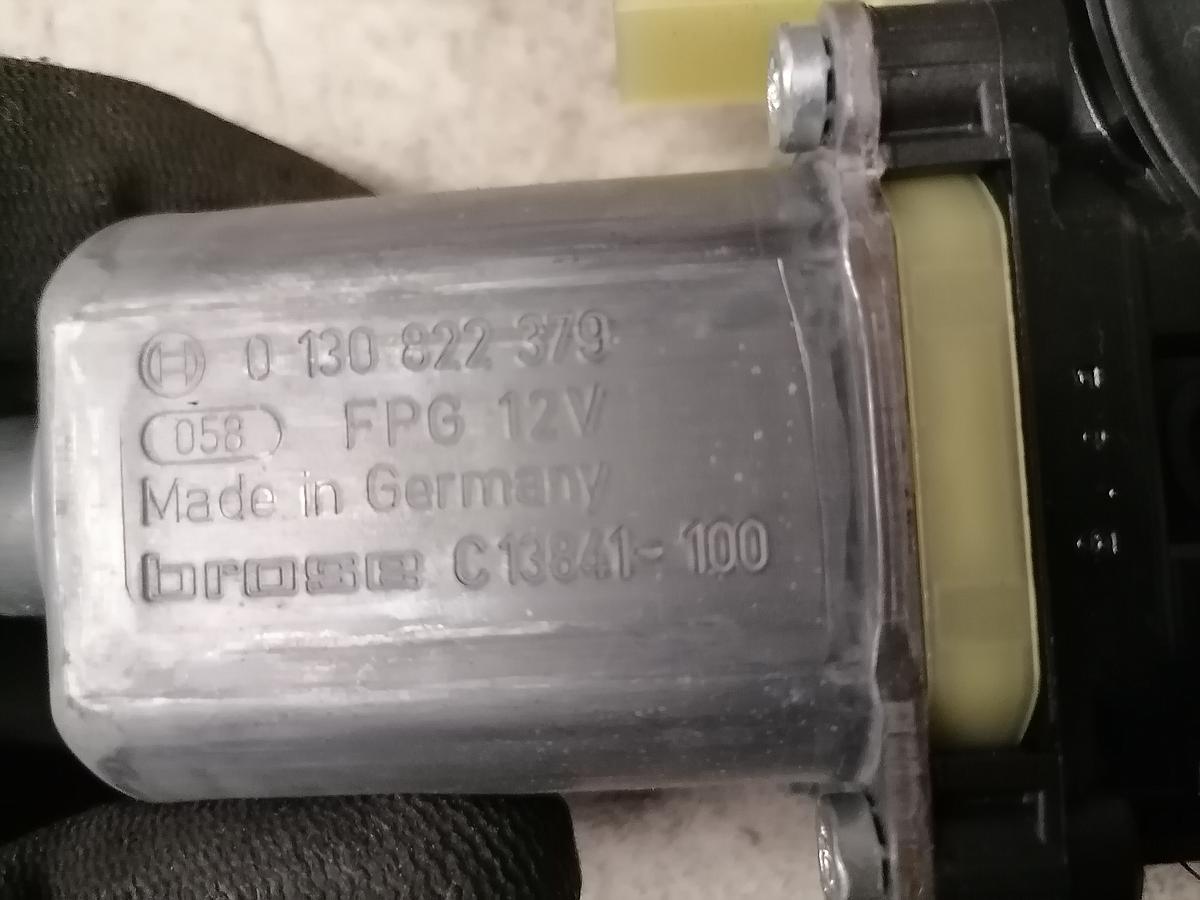 H 0 130 822 379
058 FPG 12V
Made in Germany
brose C13841-100